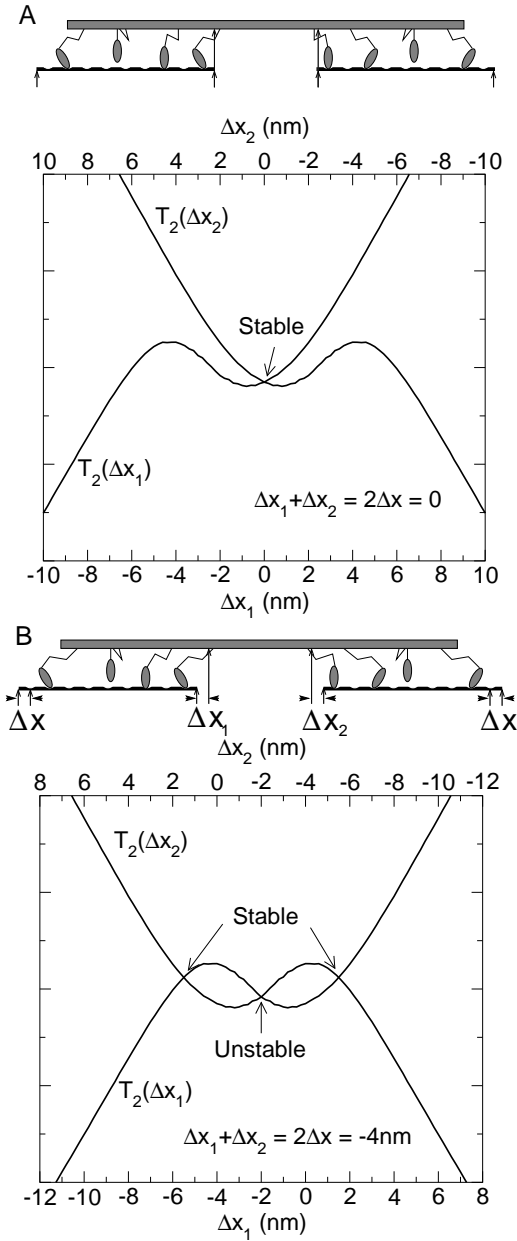 A
Δx₂ (nm)
10 8 6 4 2 0 -2 -4 -6 -8 -10
T₂(Δx₂)
Stable
T₂(Δx₁)
Δx₁+Δx₂ = 2Δx = 0
-10 -8 -6 -4 -2 0 2 4 6 8 10
Δx₁ (nm)
B
Δx Δx₁ Δx₂ Δx
Δx₂ (nm)
8 6 4 2 0 -2 -4 -6 -8 -10 -12
T₂(Δx₂)
Stable
Unstable
T₂(Δx₁)
Δx₁+Δx₂ = 2Δx = -4nm
-12 -10 -8 -6 -4 -2 0 2 4 6 8
Δx₁ (nm)